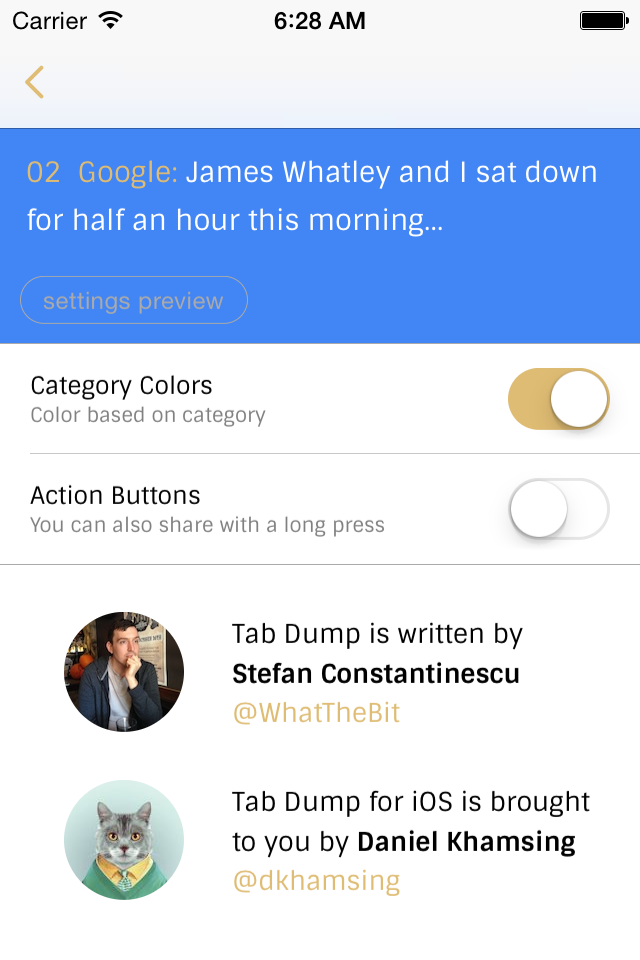 Carrier 6:28 AM
02 Google: James Whatley and I sat down
for half an hour this morning...
settings preview
Category Colors
Color based on category
Action Buttons
You can also share with a long press
Tab Dump is written by
Stefan Constantinescu
@WhatTheBit
Tab Dump for iOS is brought
to you by Daniel Khamsing
@dkhamsing